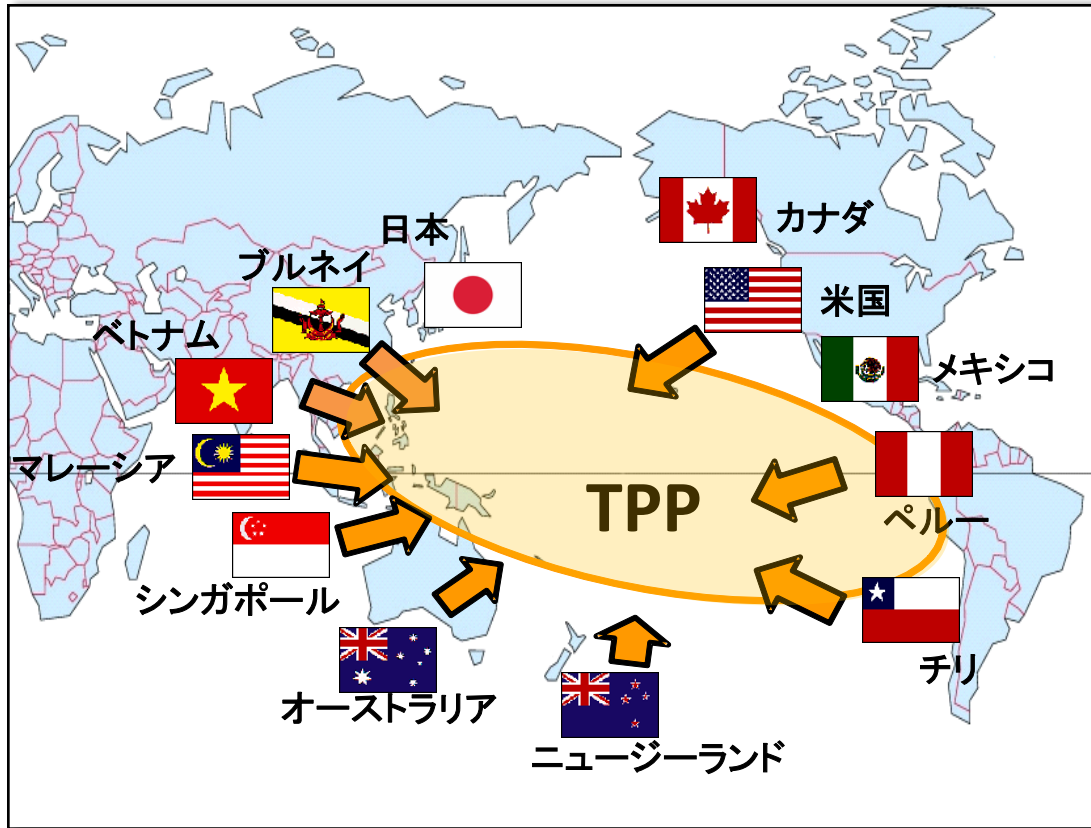 カナダ
日本
ブルネイ
米国
ベトナム
メキシコ
マレーシア
TPP
ペルー
シンガポール
チリ
オーストラリア
ニュージーランド